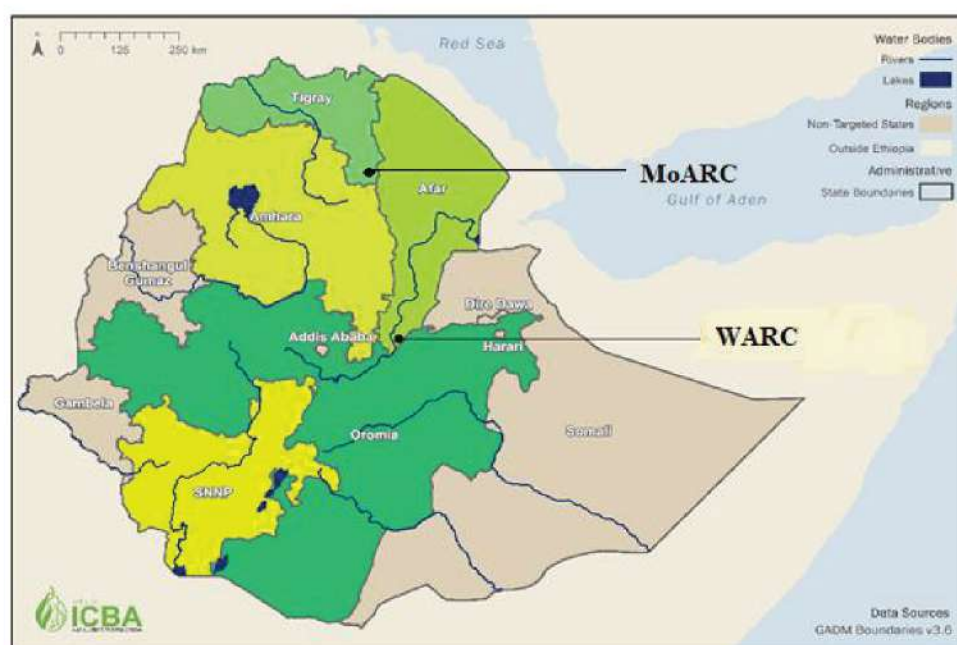 0 125 250 km
Red Sea
Water Bodies
Rivers
Lakes
Regions
Non-Targeted States
Outside Ethiopia
Administrative
State Boundaries
Tigray
MoARC
Afar
Gulf of Aden
Amhara
Benishangul
Gumaz
Dire Dawa
Addis Ababa
Harari
WARC
Gambela
Oromia
Somali
SNNP
ICBA
Data Sources
GADM Boundaries v3.6